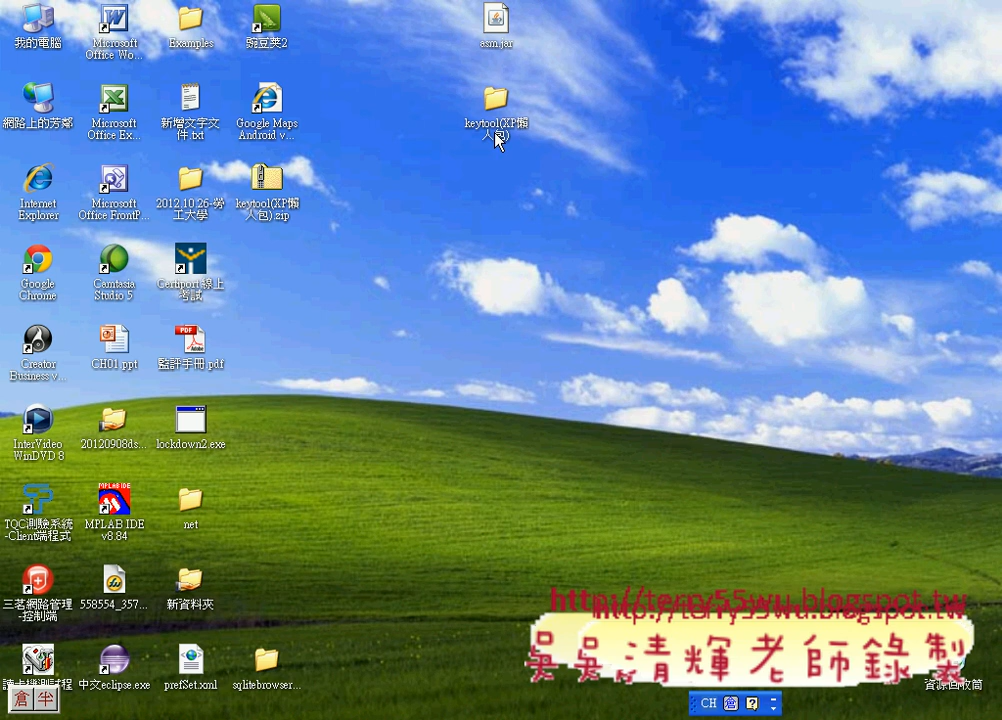 我的電腦
Microsoft
Office Wo...
Examples
豌豆莢2
asm.jar
網路上的芳鄰
Microsoft
Office Ex...
新增文字文
件.txt
Google Maps
Android v...
keytool(XP懶
人包)
Internet
Explorer
Microsoft
Office FrontP...
2012.10.26-勞
工大學
keytool(XP懶
人包).zip
Google
Chrome
Camtasia
Studio 5
Certiport線上
考試
Creator
Business v...
CH01.ppt
監評手冊.pdf
InterVideo
WinDVD 8
20120908ds...
lockdown2.exe
TQC測驗系統
-Client端程式
MPLAB IDE
v8.84
net
三茗網路管理
-控制端
558554_357...
新資料夾
中文eclipse.exe
prefSet.xml
sqlitebrowser...
倉 半
http://terry55wu.blogspot.tw
吳清輝老師錄製
資源回收筒
CH